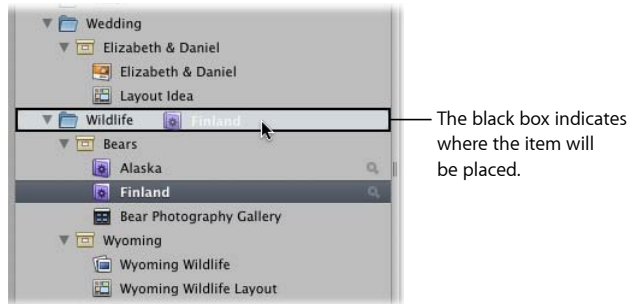 Wedding
Elizabeth & Daniel
Elizabeth & Daniel
Layout Idea
Wildlife Finland
Bears
Alaska
Finland
Bear Photography Gallery
Wyoming
Wyoming Wildlife
Wyoming Wildlife Layout
The black box indicates
where the item will
be placed.